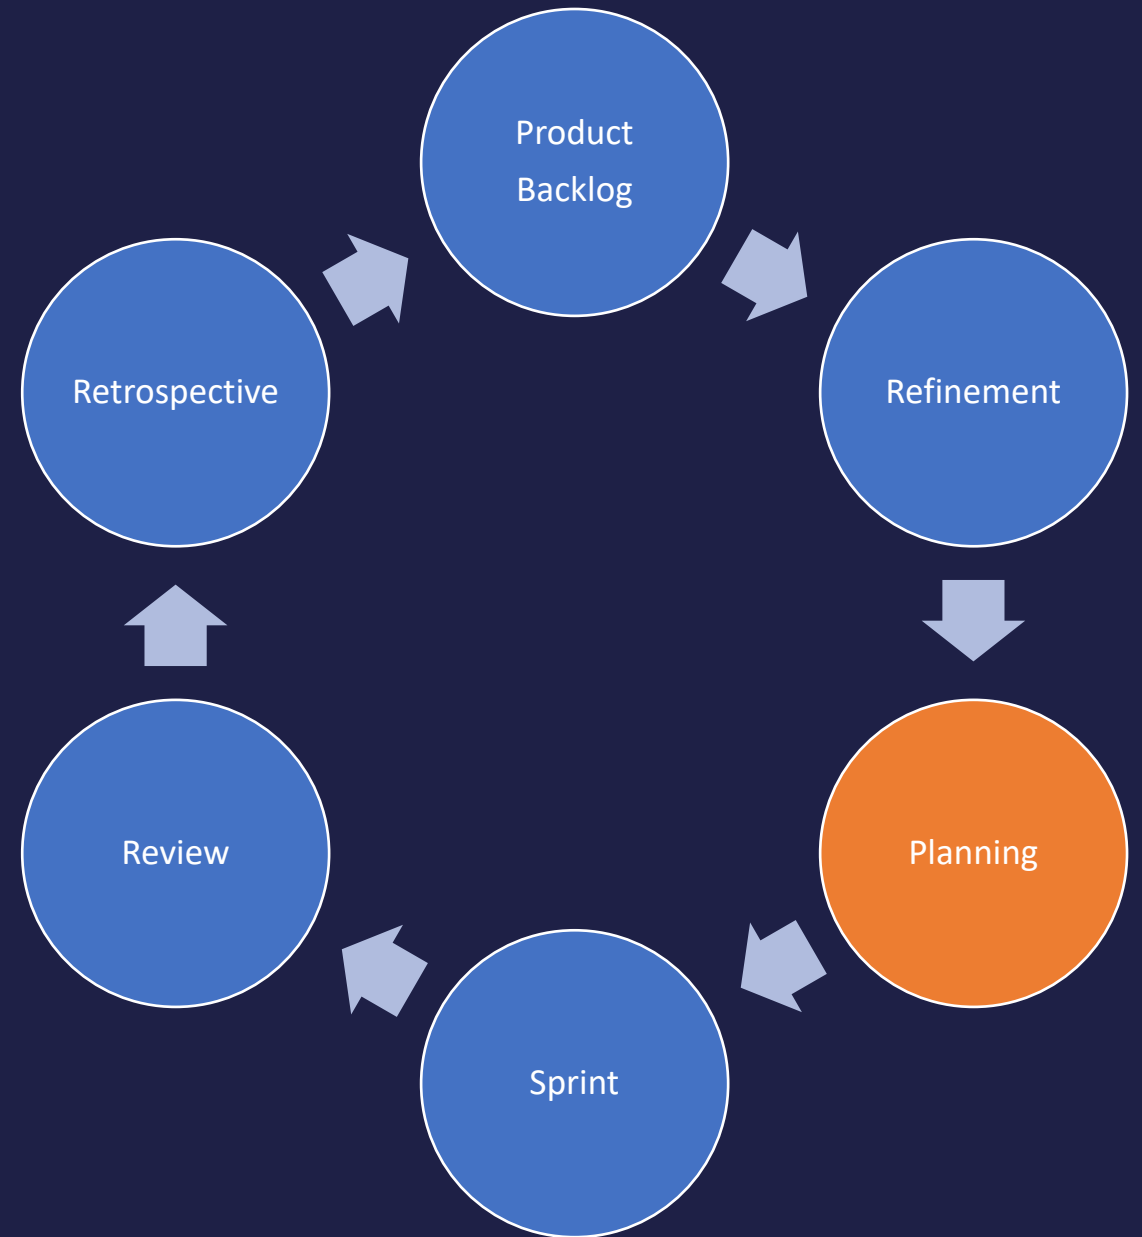 Product
Backlog
Refinement
Planning
Sprint
Review
Retrospective